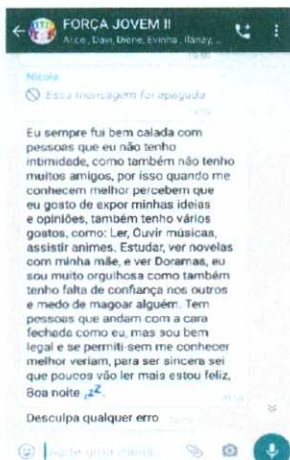 FORÇA JOVEM II
Alice, Davi, Diene, Evinha, Ilanay, ...
Nicole
Essa mensagem foi apagada
Eu sempre fui bem calada com
pessoas que eu não tenho
intimidade, como também não tenho
muitos amigos, por isso quando me
conhecem melhor percebem que
eu gosto de expor minhas ideias
e opiniões, também tenho vários
gostos, como: Ler, Ouvir músicas,
assistir animes. Estudar, ver novelas
com minha mãe, e ver Doramas, eu
sou muito orgulhosa como também
tenho falta de confiança nos outros
e medo de magoar alguém. Tem
pessoas que andam com a cara
fechada como eu, mas sou bem
legal e se permiti-sem me conhecer
melhor veriam, para ser sincera sei
que poucos vão ler mais estou feliz,
Boa noite 💤
Desculpa qualquer erro